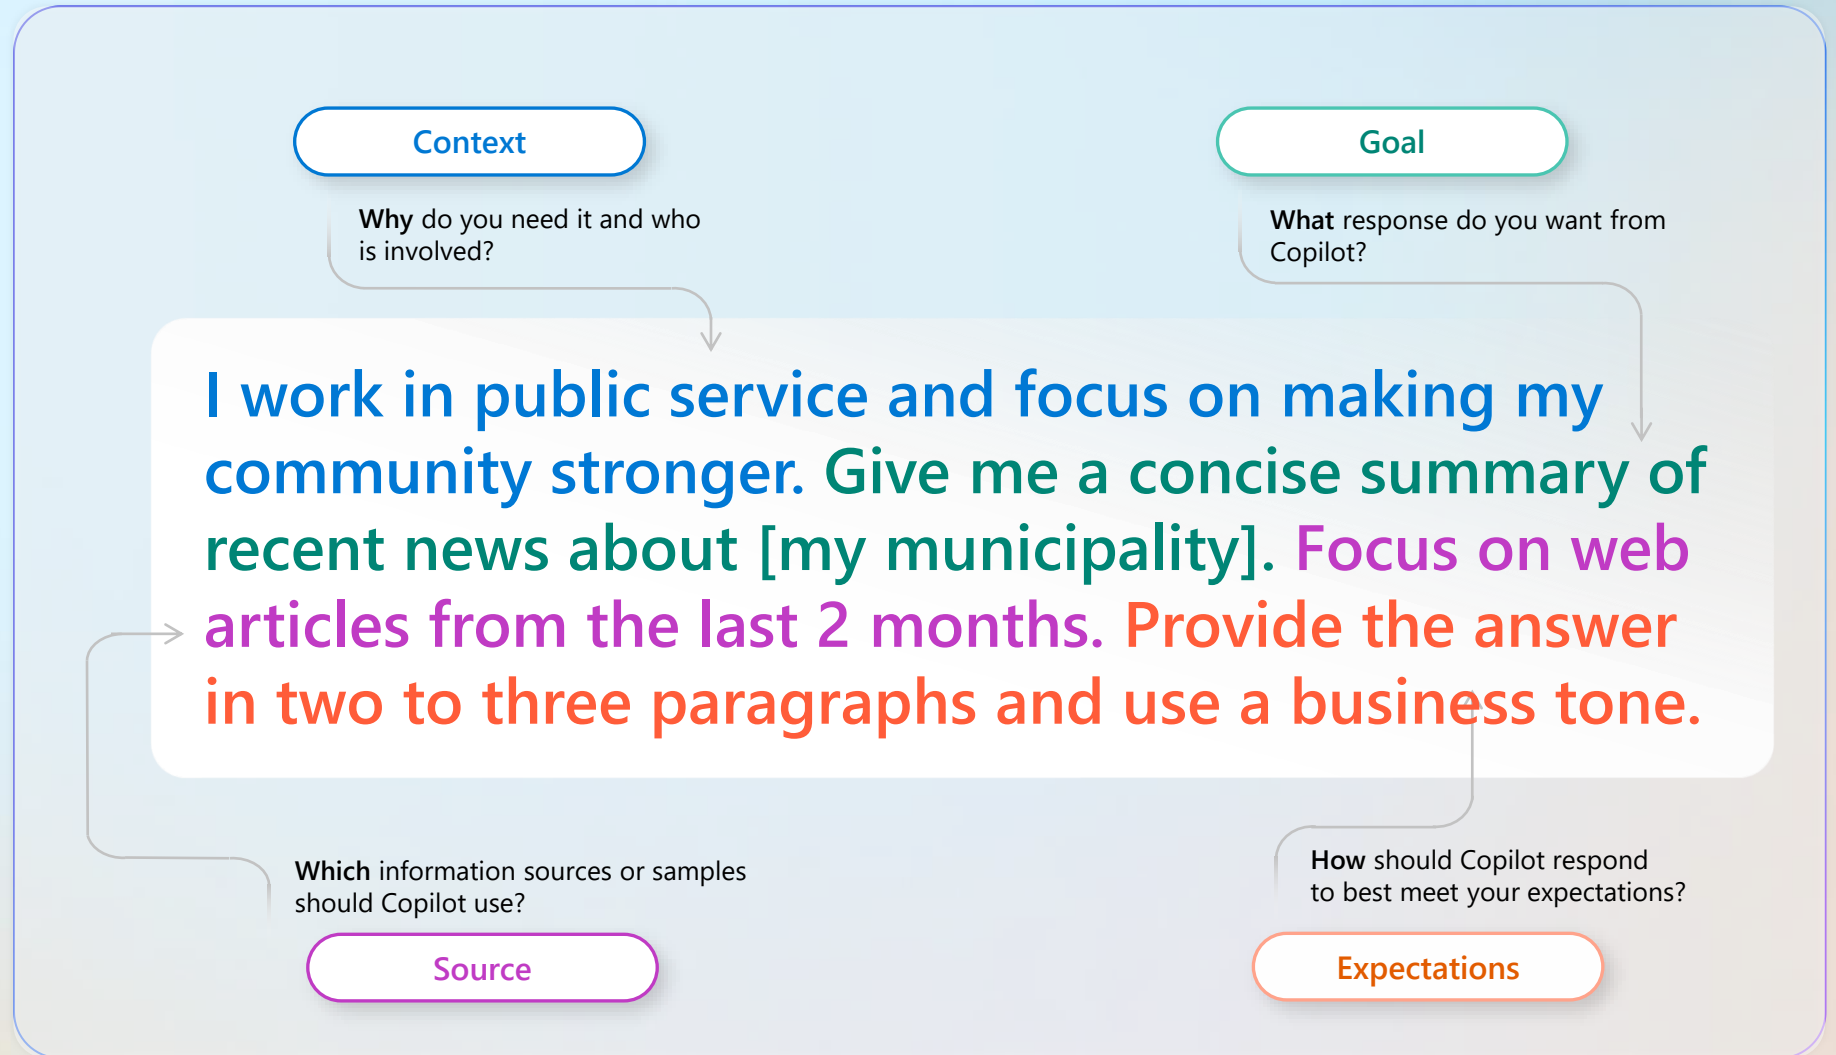 Context
Why do you need it and who
is involved?
Goal
What response do you want from
Copilot?
I work in public service and focus on making my
community stronger. Give me a concise summary of
recent news about [my municipality]. Focus on web
articles from the last 2 months. Provide the answer
in two to three paragraphs and use a business tone.
Which information sources or samples
should Copilot use?
Source
How should Copilot respond
to best meet your expectations?
Expectations